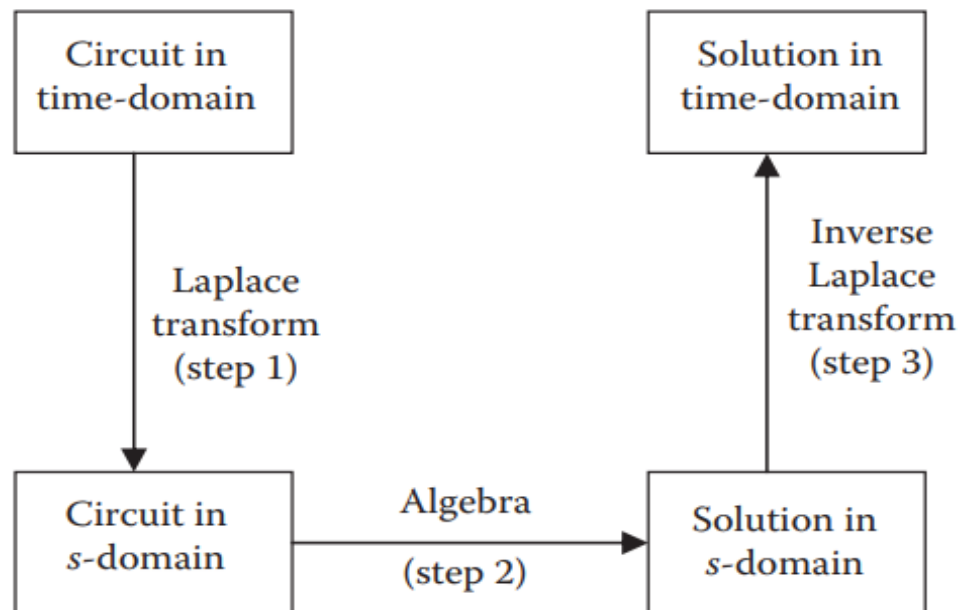 Circuit in
time-domain
Solution in
time-domain
Laplace
transform
(step 1)
Inverse
Laplace
transform
(step 3)
Circuit in
s-domain
Algebra
(step 2)
Solution in
s-domain